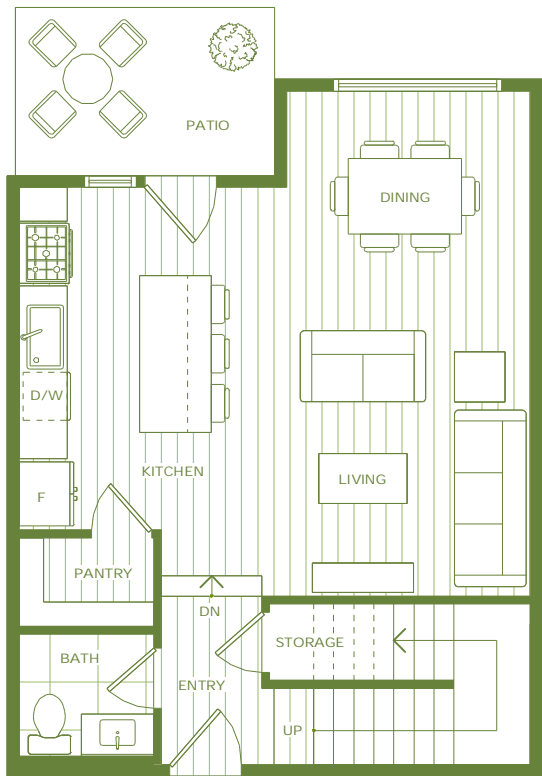 PATIO
DINING
D/W
KITCHEN
LIVING
F
PANTRY
DN
STORAGE
BATH
ENTRY
UP